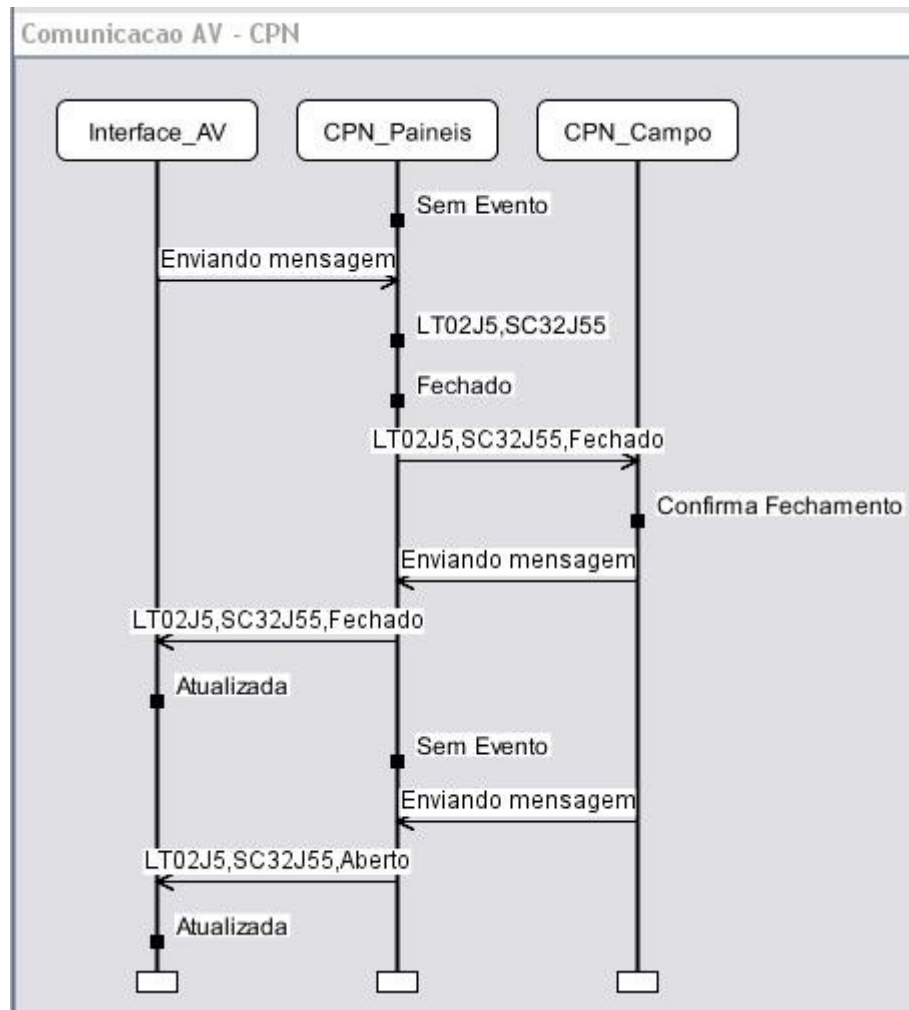 Comunicacao AV - CPN
Interface_AV
CPN_Paineis
CPN_Campo
Sem Evento
Enviando mensagem
LT02J5,SC32J55
Fechado
LT02J5,SC32J55,Fechado
Confirma Fechamento
Enviando mensagem
LT02J5,SC32J55,Fechado
Atualizada
Sem Evento
Enviando mensagem
LT02J5,SC32J55,Aberto
Atualizada